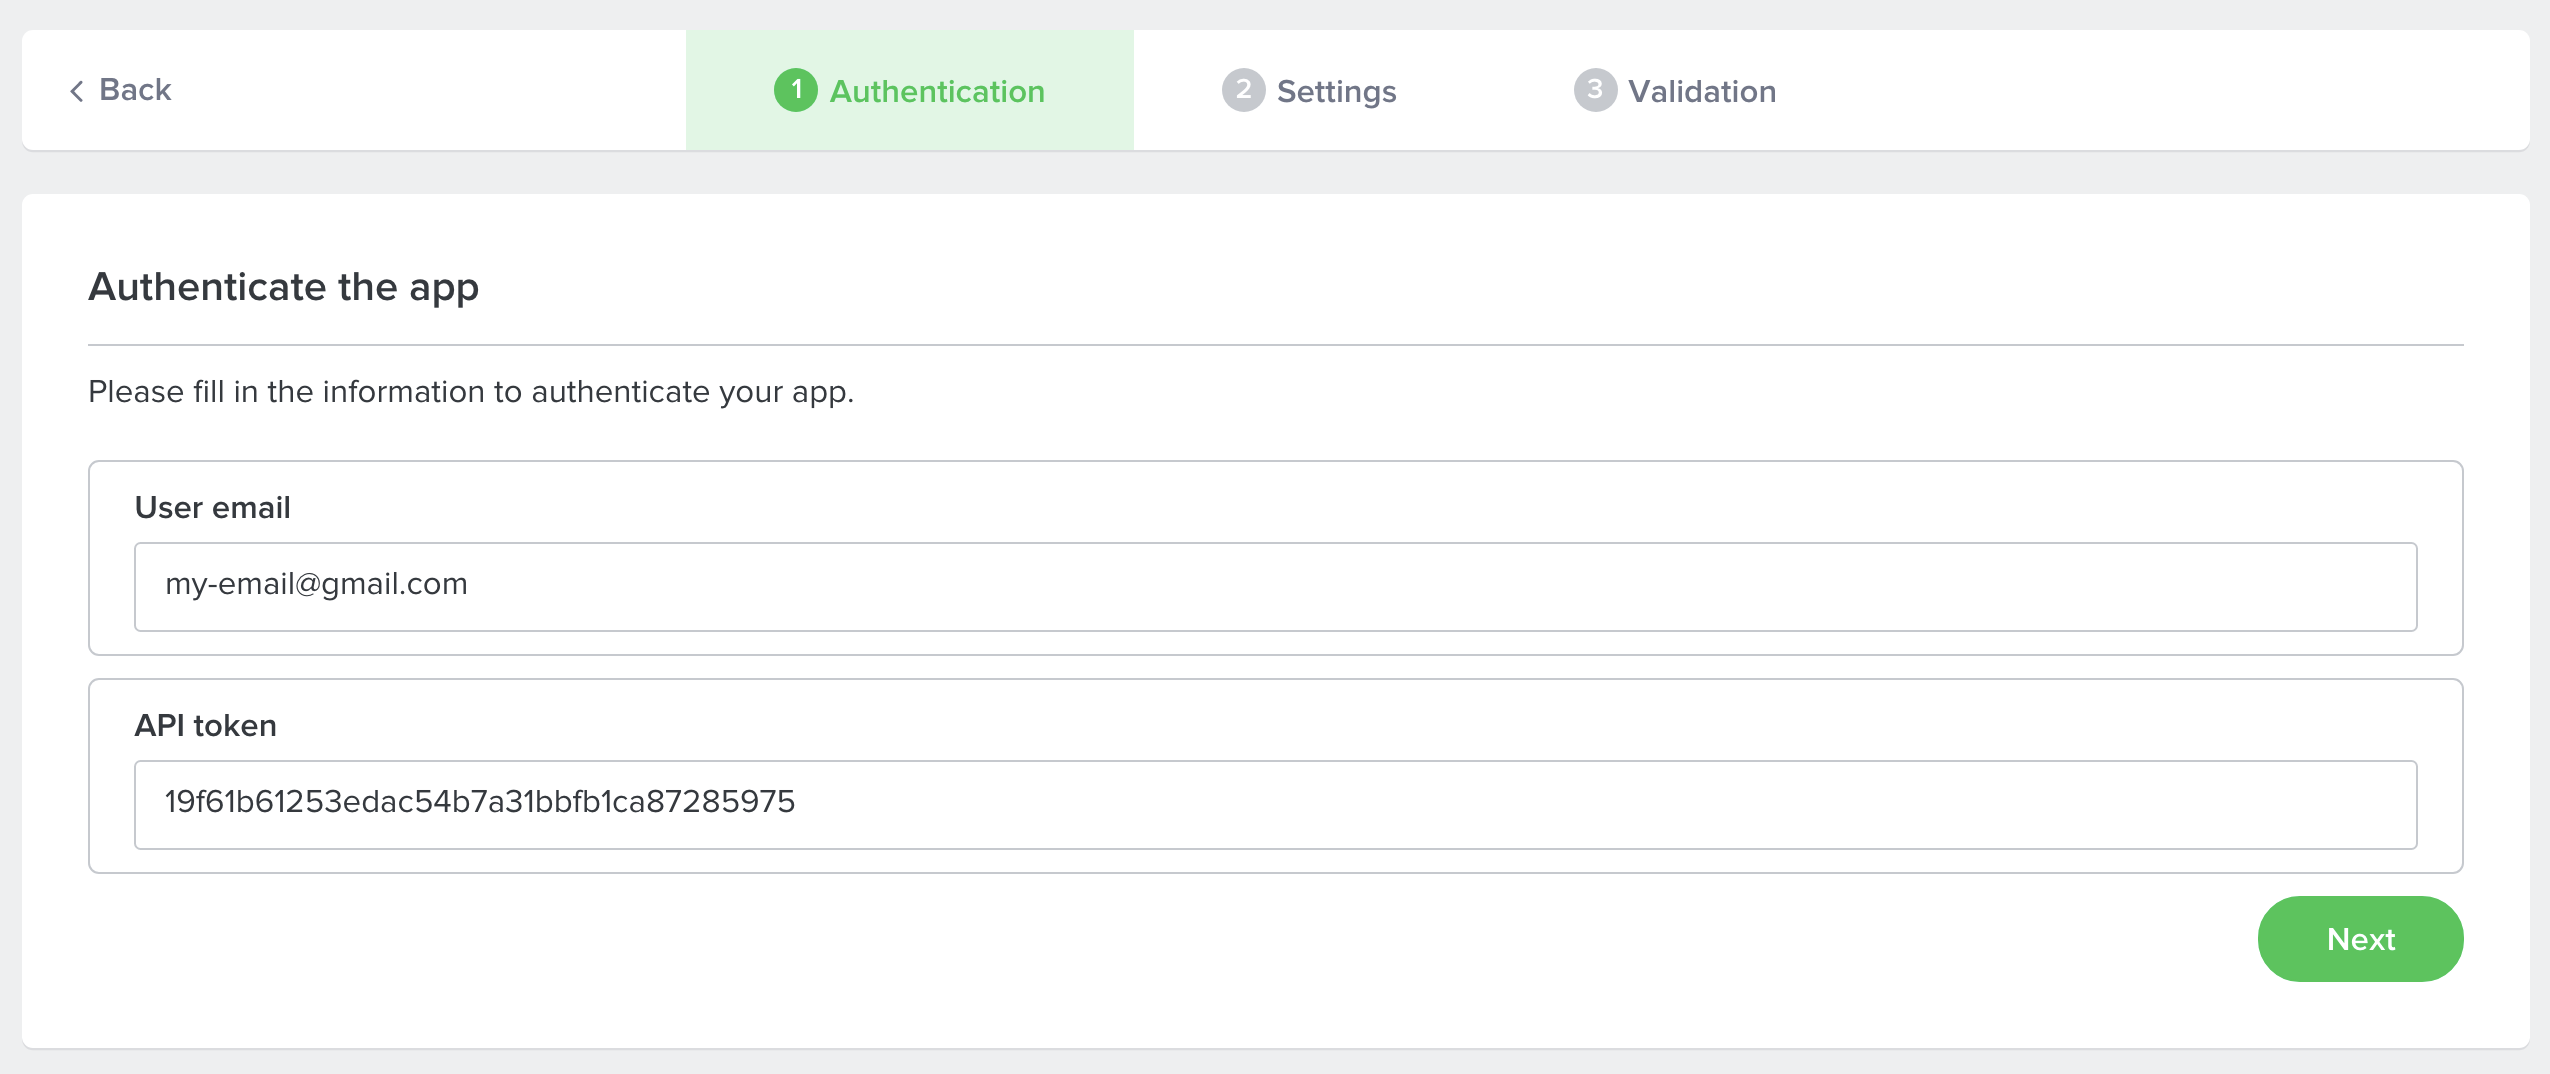 Back
1 Authentication
2 Settings
3 Validation
Authenticate the app
Please fill in the information to authenticate your app.
User email
my-email@gmail.com
API token
19f61b61253edac54b7a31bbfb1ca87285975
Next